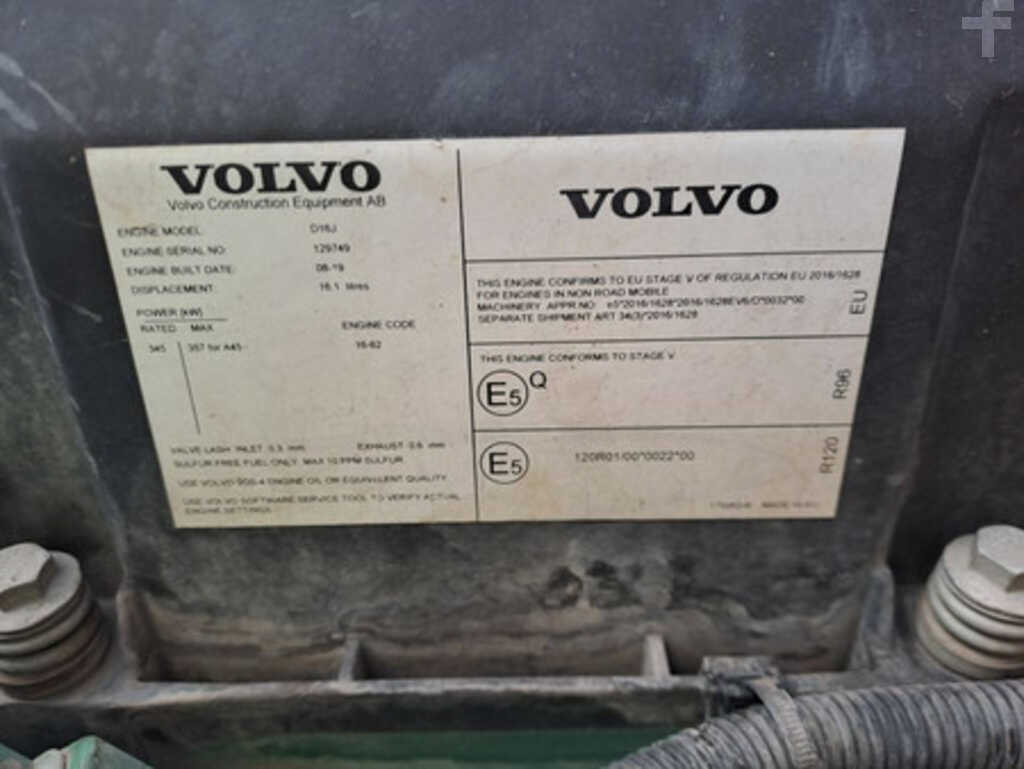 VOLVO
Volvo Construction Equipment AB
ENGINE MODEL: D16J
ENGINE SERIAL NO: 129749
ENGINE BUILT DATE: 08-19
DISPLACEMENT: 16.1 litres
POWER [kW]
RATED: MAX ENGINE CODE
345 357 for A45 16-62
VALVE LASH: INLET: 0.3 mm EXHAUST: 0.6 mm
SULFUR FREE FUEL ONLY. MAX 10 PPM SULFUR
USE VOLVO VDS-4 ENGINE OIL OR EQUIVALENT QUALITY
USE VOLVO SOFTWARE SERVICE TOOL TO VERIFY ACTUAL
ENGINE SETTINGS
VOLVO
THIS ENGINE CONFIRMS TO EU STAGE V OF REGULATION EU 2016/1628
FOR ENGINES IN NON ROAD MOBILE
MACHINERY. APPR.NO: e5*2016/1628*2016/1628EV6/D*0032*00
SEPARATE SHIPMENT ART 34(3)*2016/1628
EU
THIS ENGINE CONFORMS TO STAGE V
E5 Q
R96
E5 120R01/00*0022*00
R120
MADE IN
f